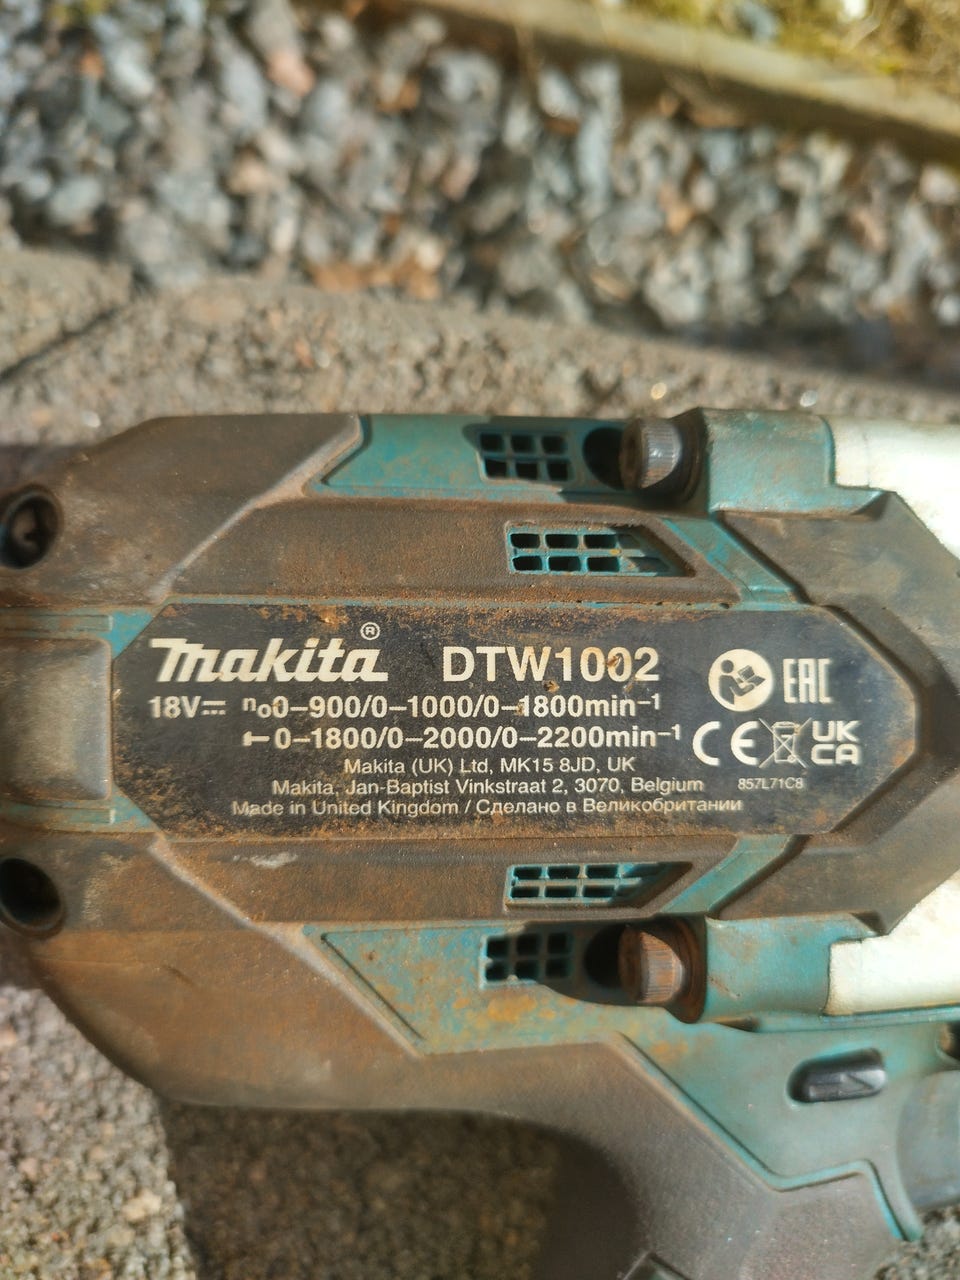 Makita®
DTW1002
18V⎓ n₀0–900/0–1000/0–1800min⁻¹
0–1800/0–2000/0–2200min⁻¹
Makita (UK) Ltd, MK15 8JD, UK
Makita, Jan-Baptist Vinkstraat 2, 3070, Belgium
Made in United Kingdom / Сделано в Великобритании
EAC
CE
UK
CA
857L71C8